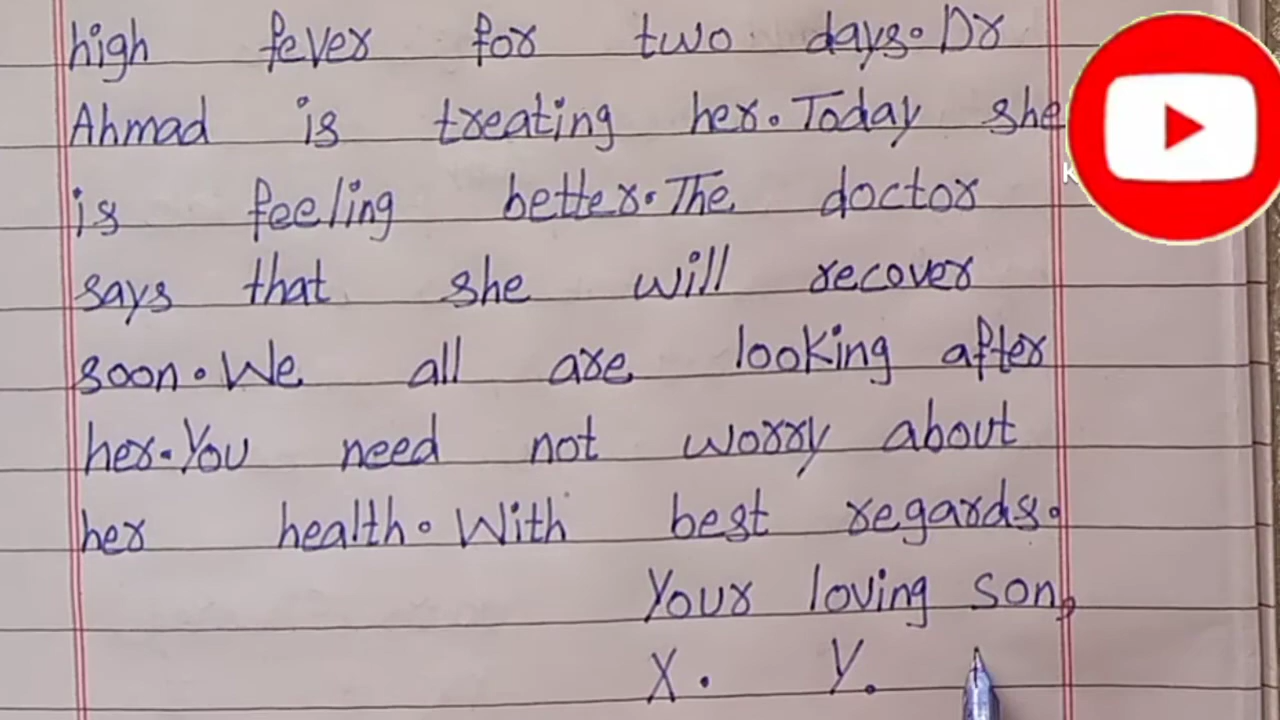 high fever for two days. Dr
Ahmad is treating her. Today she
is feeling better. The doctor
says that she will recover
soon. We all are looking after
her. You need not worry about
her health. With best regards.
Your loving son,
X. Y.